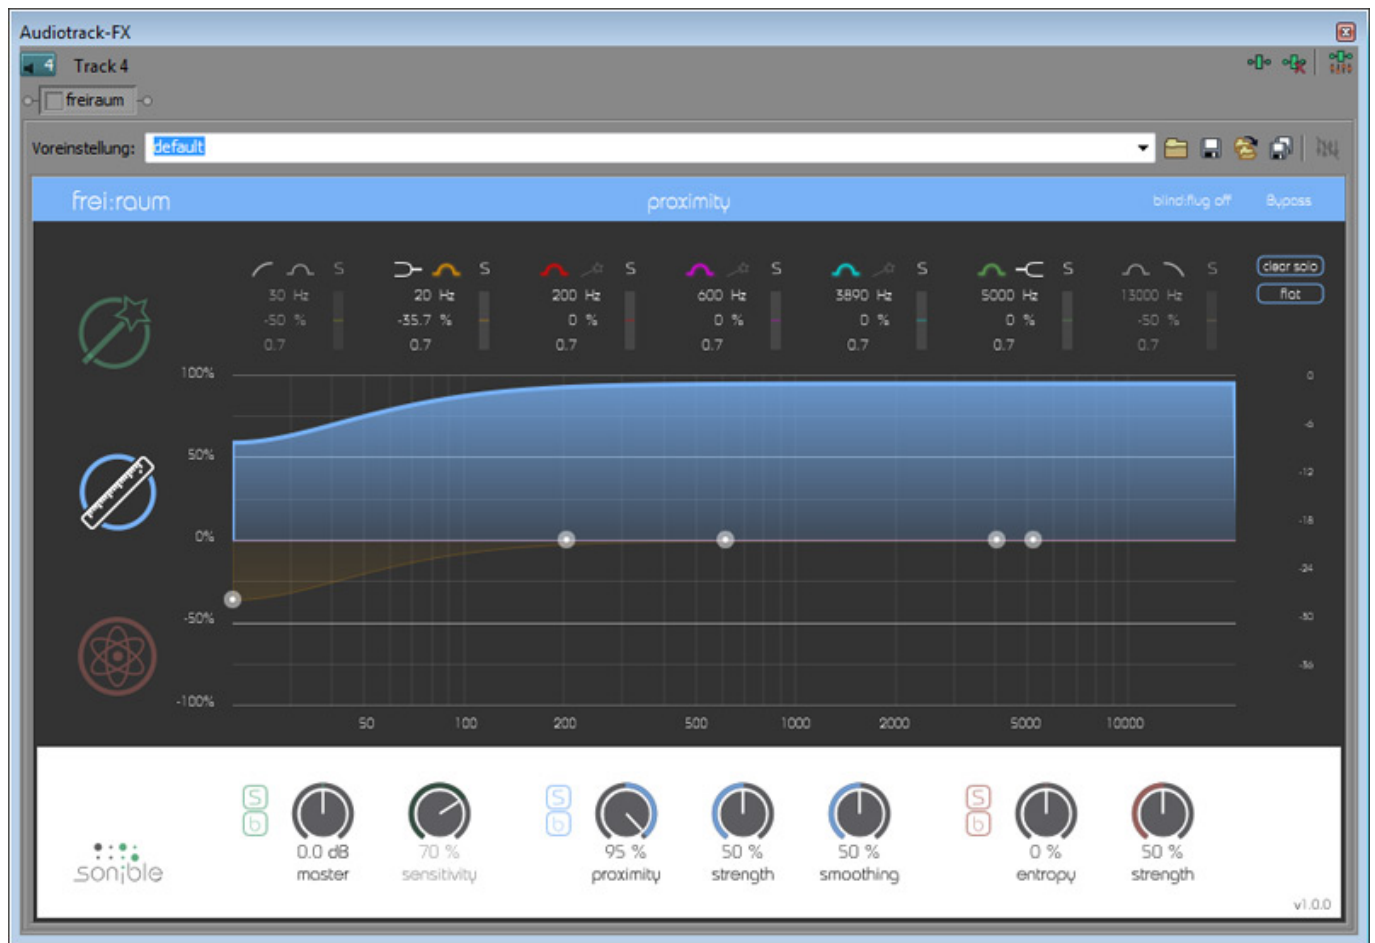 Audiotrack-FX
4 Track 4
freiraum
Voreinstellung: default
frei:raum proximity blind:flug off Bypass
S S S S S S S clear solo
30 Hz 20 Hz 200 Hz 600 Hz 3890 Hz 5000 Hz 13000 Hz flat
-50 % -35.7 % 0 % 0 % 0 % 0 % -50 %
0.7 0.7 0.7 0.7 0.7 0.7 0.7
100% 0
-6
50% -12
0% -18
-24
-50% -30
-36
-100%
50 100 200 500 1000 2000 5000 10000
S S S
b b b
0.0 dB 70 % 95 % 50 % 50 % 0 % 50 %
master sensitivity proximity strength smoothing entropy strength
sonible
v1.0.0